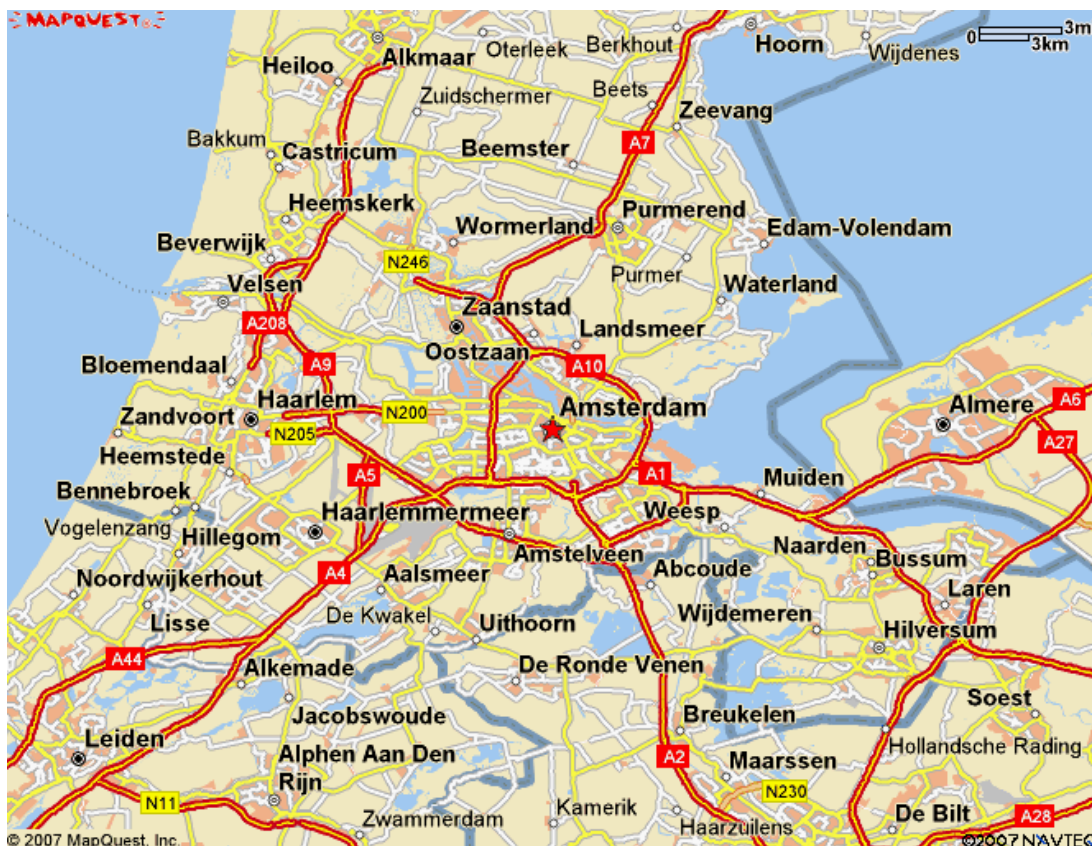 MAPQUEST
3mi
0
3km
Alkmaar
Oterleek
Berkhout
Hoorn
Wijdenes
Heiloo
Zuidschermer
Beets
Zeevang
A7
Bakkum
Castricum
Beemster
Heemskerk
Wormerland
Purmerend
Edam-Volendam
Beverwijk
N246
Purmer
Velsen
Waterland
Zaanstad
A208
Landsmeer
Oostzaan
Bloemendaal
A9
A10
A6
Haarlem
Amsterdam
Almere
Zandvoort
N200
N205
A27
Heemstede
A5
A1
Muiden
Bennebroek
Haarlemmermeer
Weesp
Vogelenzang
Hillegom
Amstelveen
Naarden
Bussum
Noordwijkerhout
A4
Aalsmeer
Abcoude
Laren
Lisse
De Kwakel
Uithoorn
Wijdemeren
Hilversum
A44
Alkemade
De Ronde Venen
Soest
Jacobswoude
Breukelen
Leiden
Hollandsche Rading
Alphen Aan Den
Rijn
A2
Maarssen
N11
N230
Zwammerdam
Kamerik
Haarzuilens
De Bilt
A28
© 2007 MapQuest, Inc.
©2007 NAVTEQ